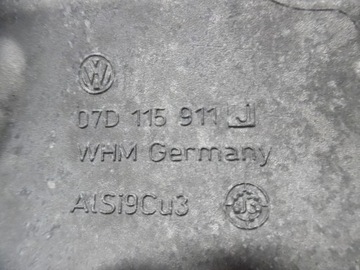 VW
07D 115 911 J
WHM Germany
AlSi9Cu3